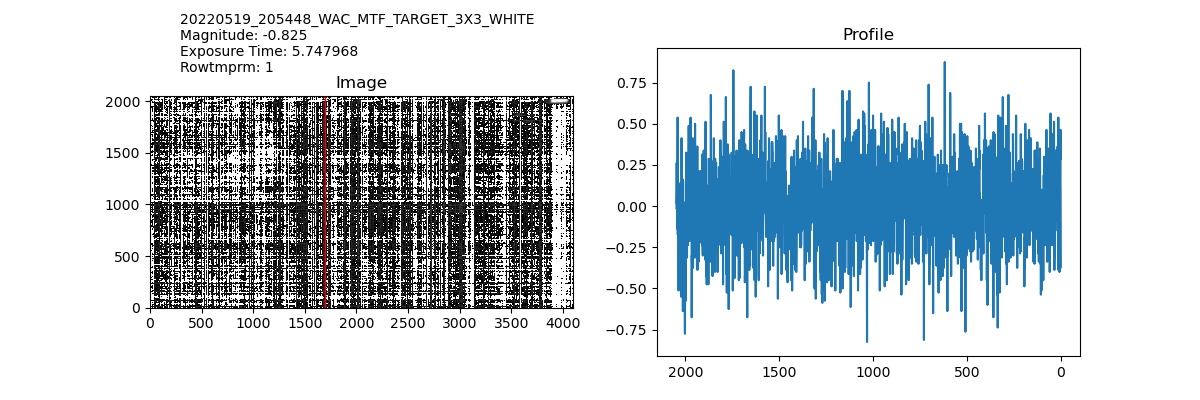 20220519_205448_WAC_MTF_TARGET_3X3_WHITE
Magnitude: -0.825
Exposure Time: 5.747968
Rowtmprm: 1
Image
2000
1500
1000
500
0
0 500 1000 1500 2000 2500 3000 3500 4000
Profile
0.75
0.50
0.25
0.00
−0.25
−0.50
−0.75
2000 1500 1000 500 0